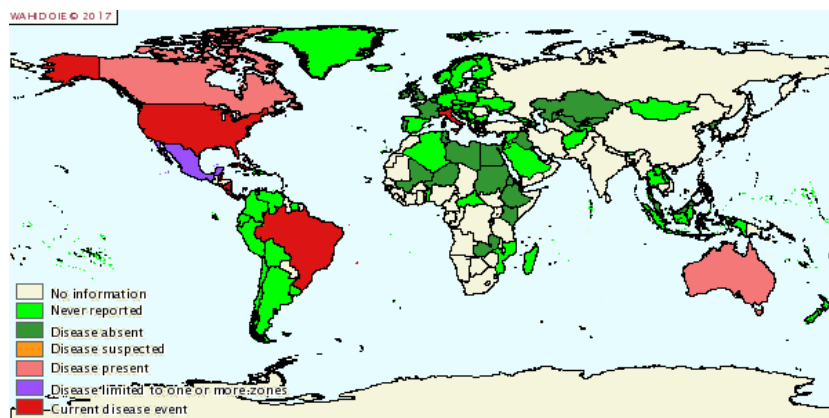 WAHIDOIE © 2017
No information
Never reported
Disease absent
Disease suspected
Disease present
Disease limited to one or more zones
Current disease event